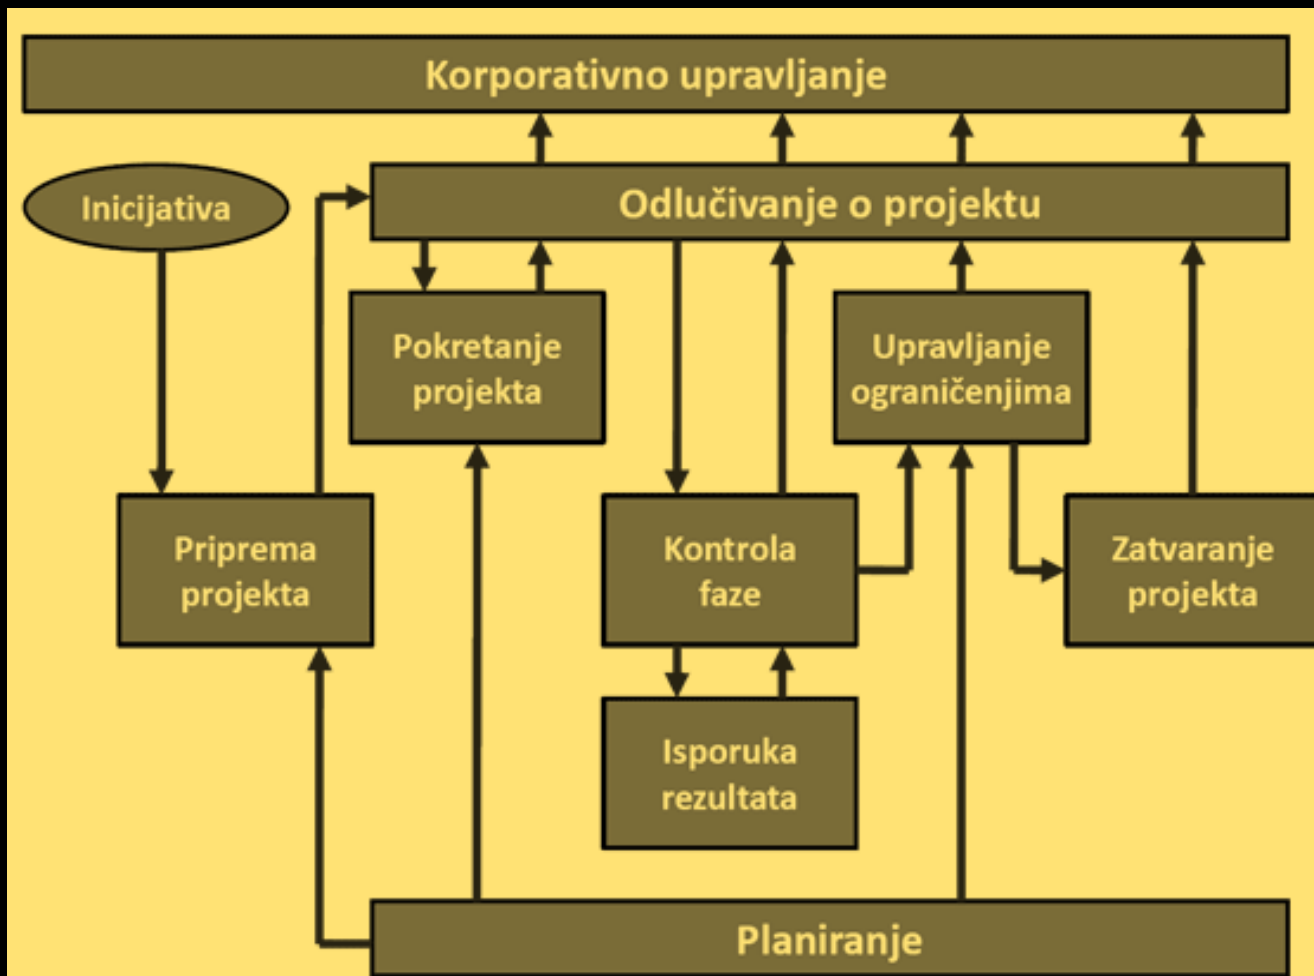 Korporativno upravljanje
Inicijativa
Odlučivanje o projektu
Pokretanje
projekta
Upravljanje
ograničenjima
Priprema
projekta
Kontrola
faze
Zatvaranje
projekta
Isporuka
rezultata
Planiranje